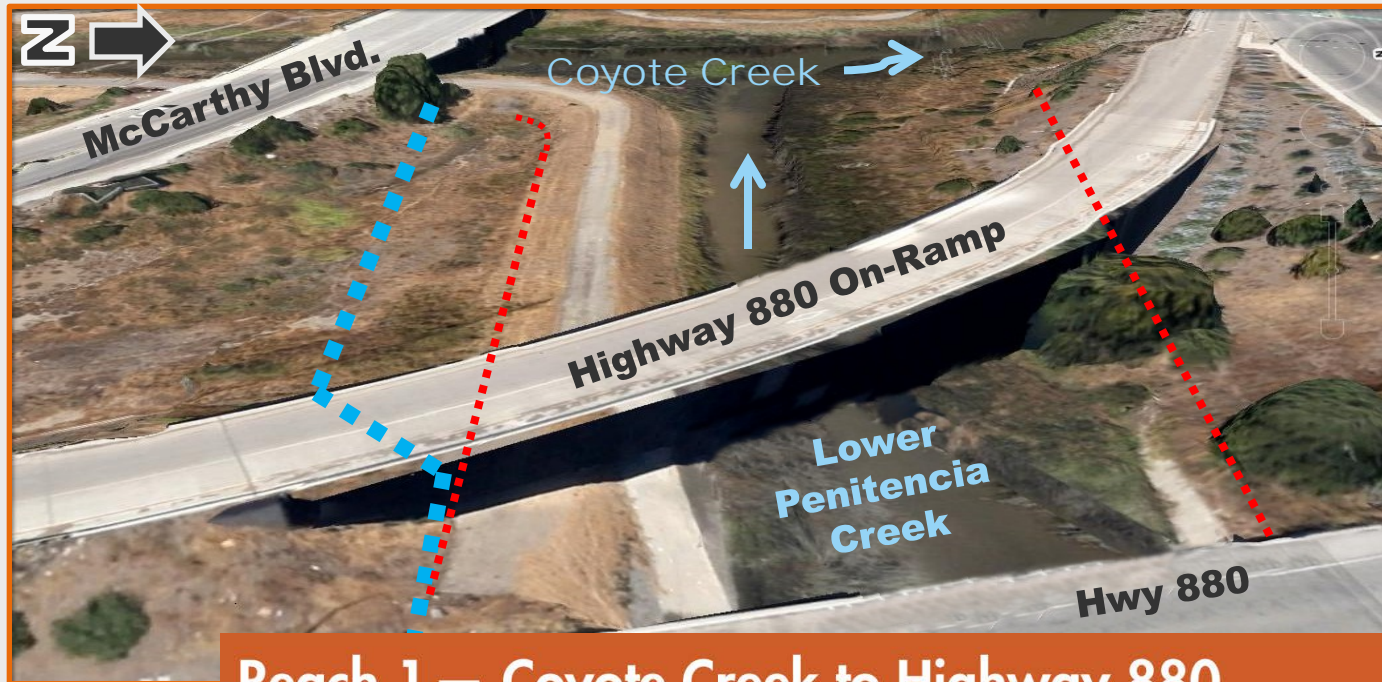 N
McCarthy Blvd.
Coyote Creek
Highway 880 On-Ramp
Lower
Penitencia
Creek
Hwy 880
Reach 1 – Coyote Creek to Highway 880